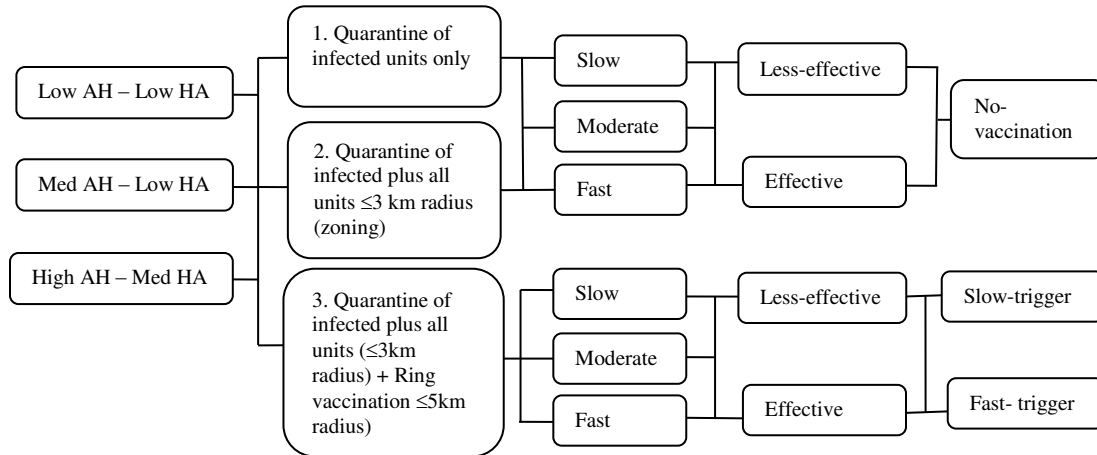 Low AH – Low HA
Med AH – Low HA
High AH – Med HA
1. Quarantine of
infected units only
2. Quarantine of
infected plus all
units ≤3 km radius
(zoning)
3. Quarantine of
infected plus all
units (≤3km
radius) + Ring
vaccination ≤5km
radius)
Slow
Moderate
Fast
Less-effective
Effective
No-
vaccination
Slow
Moderate
Fast
Less-effective
Effective
Slow-trigger
Fast- trigger